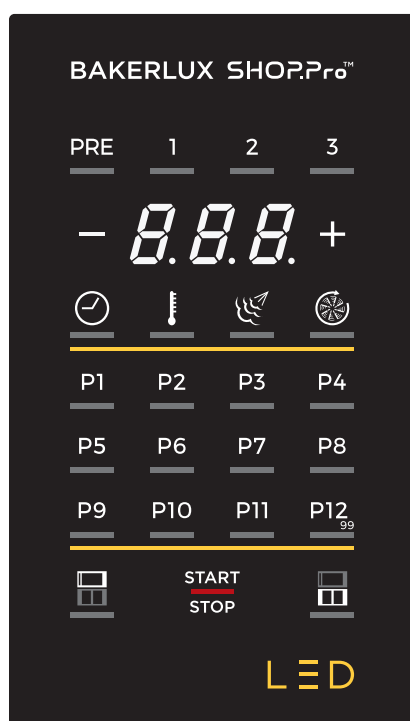 BAKERLUX SHOP.Pro™
PRE 1 2 3
- 8.8.8. +
P1 P2 P3 P4
P5 P6 P7 P8
P9 P10 P11 P12
99
START
STOP
LED